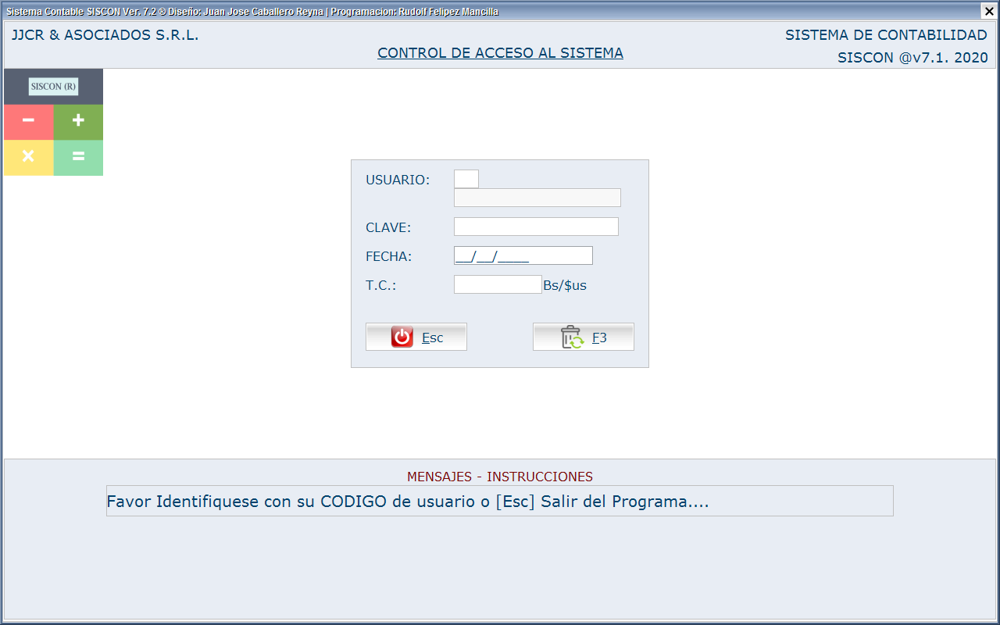 Sistema Contable SISCON Ver. 7.2 ® Diseño: Juan Jose Caballero Reyna | Programacion: Rudolf Felipez Mancilla
JJCR & ASOCIADOS S.R.L.
SISTEMA DE CONTABILIDAD
CONTROL DE ACCESO AL SISTEMA
SISCON @v7.1. 2020
SISCON (R)
− +
× =
USUARIO:
CLAVE:
FECHA: __/__/____
T.C.: Bs/$us
Esc F3
MENSAJES - INSTRUCCIONES
Favor Identifiquese con su CODIGO de usuario o [Esc] Salir del Programa....